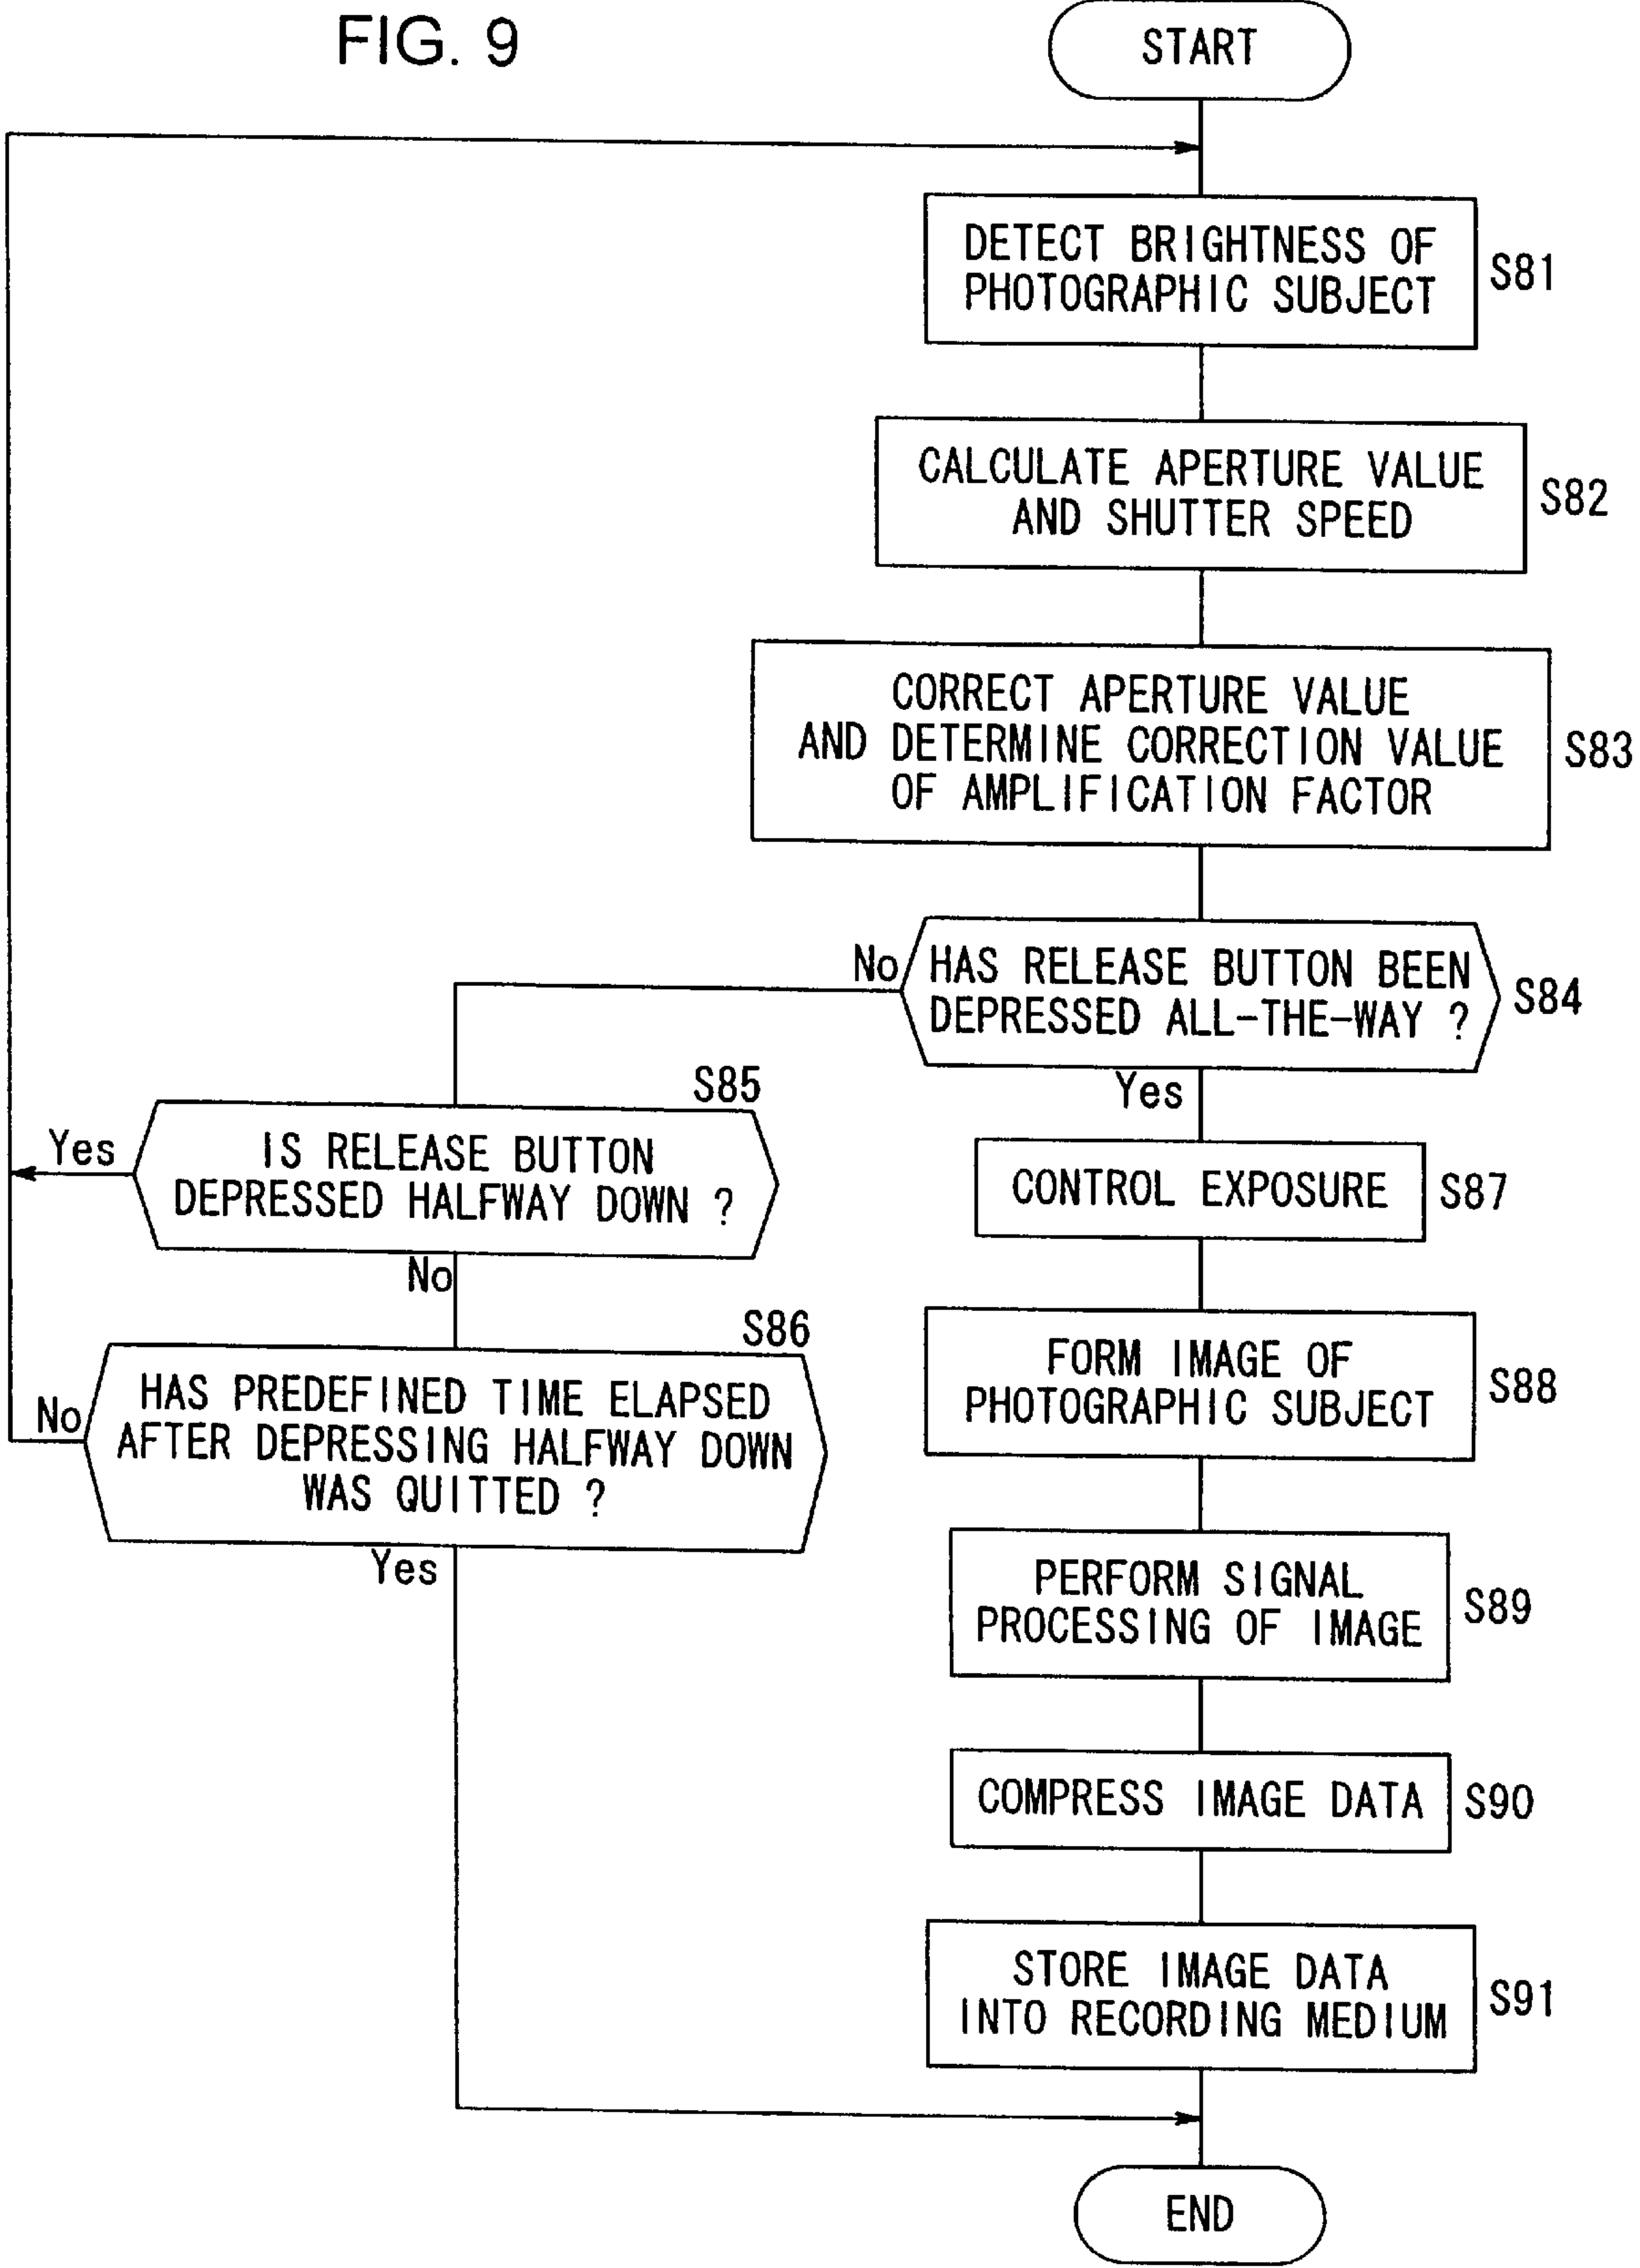 FIG. 9
START
DETECT BRIGHTNESS OF
PHOTOGRAPHIC SUBJECT
S81
CALCULATE APERTURE VALUE
AND SHUTTER SPEED
S82
CORRECT APERTURE VALUE
AND DETERMINE CORRECTION VALUE
OF AMPLIFICATION FACTOR
S83
No
HAS RELEASE BUTTON BEEN
DEPRESSED ALL-THE-WAY ?
S84
Yes
S85
Yes
IS RELEASE BUTTON
DEPRESSED HALFWAY DOWN ?
No
S86
No
HAS PREDEFINED TIME ELAPSED
AFTER DEPRESSING HALFWAY DOWN
WAS QUITTED ?
Yes
CONTROL EXPOSURE
S87
FORM IMAGE OF
PHOTOGRAPHIC SUBJECT
S88
PERFORM SIGNAL
PROCESSING OF IMAGE
S89
COMPRESS IMAGE DATA
S90
STORE IMAGE DATA
INTO RECORDING MEDIUM
S91
END